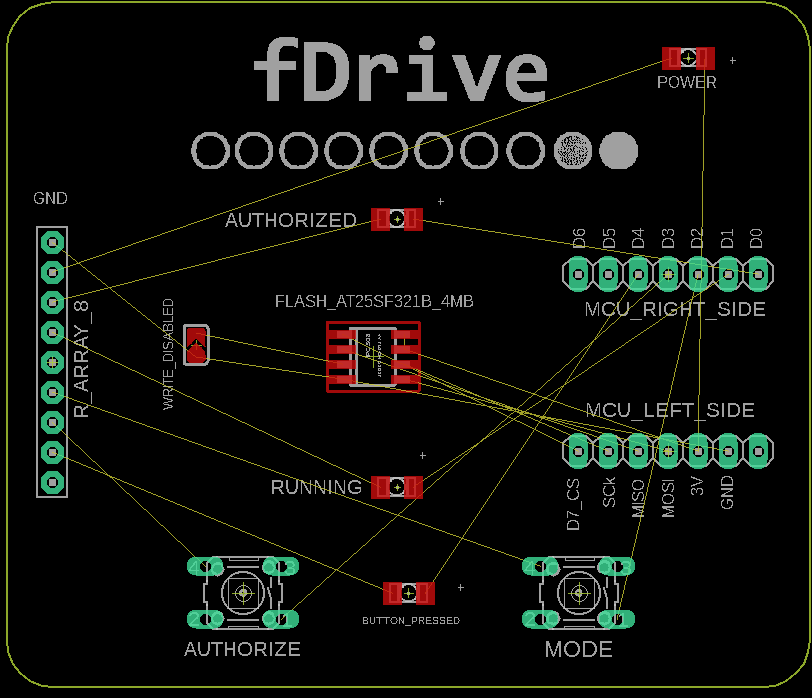 fDrive
POWER
+
GND
AUTHORIZED
+
D6
D5
D4
D3
D2
D1
D0
FLASH_AT25SF321B_4MB
MCU_RIGHT_SIDE
WRITE_DISABLED
R_ARRAY_8
MCU_LEFT_SIDE
+
RUNNING
D7_CS
SCk
MISO
MOSI
3V
GND
+
BUTTON_PRESSED
AUTHORIZE
MODE